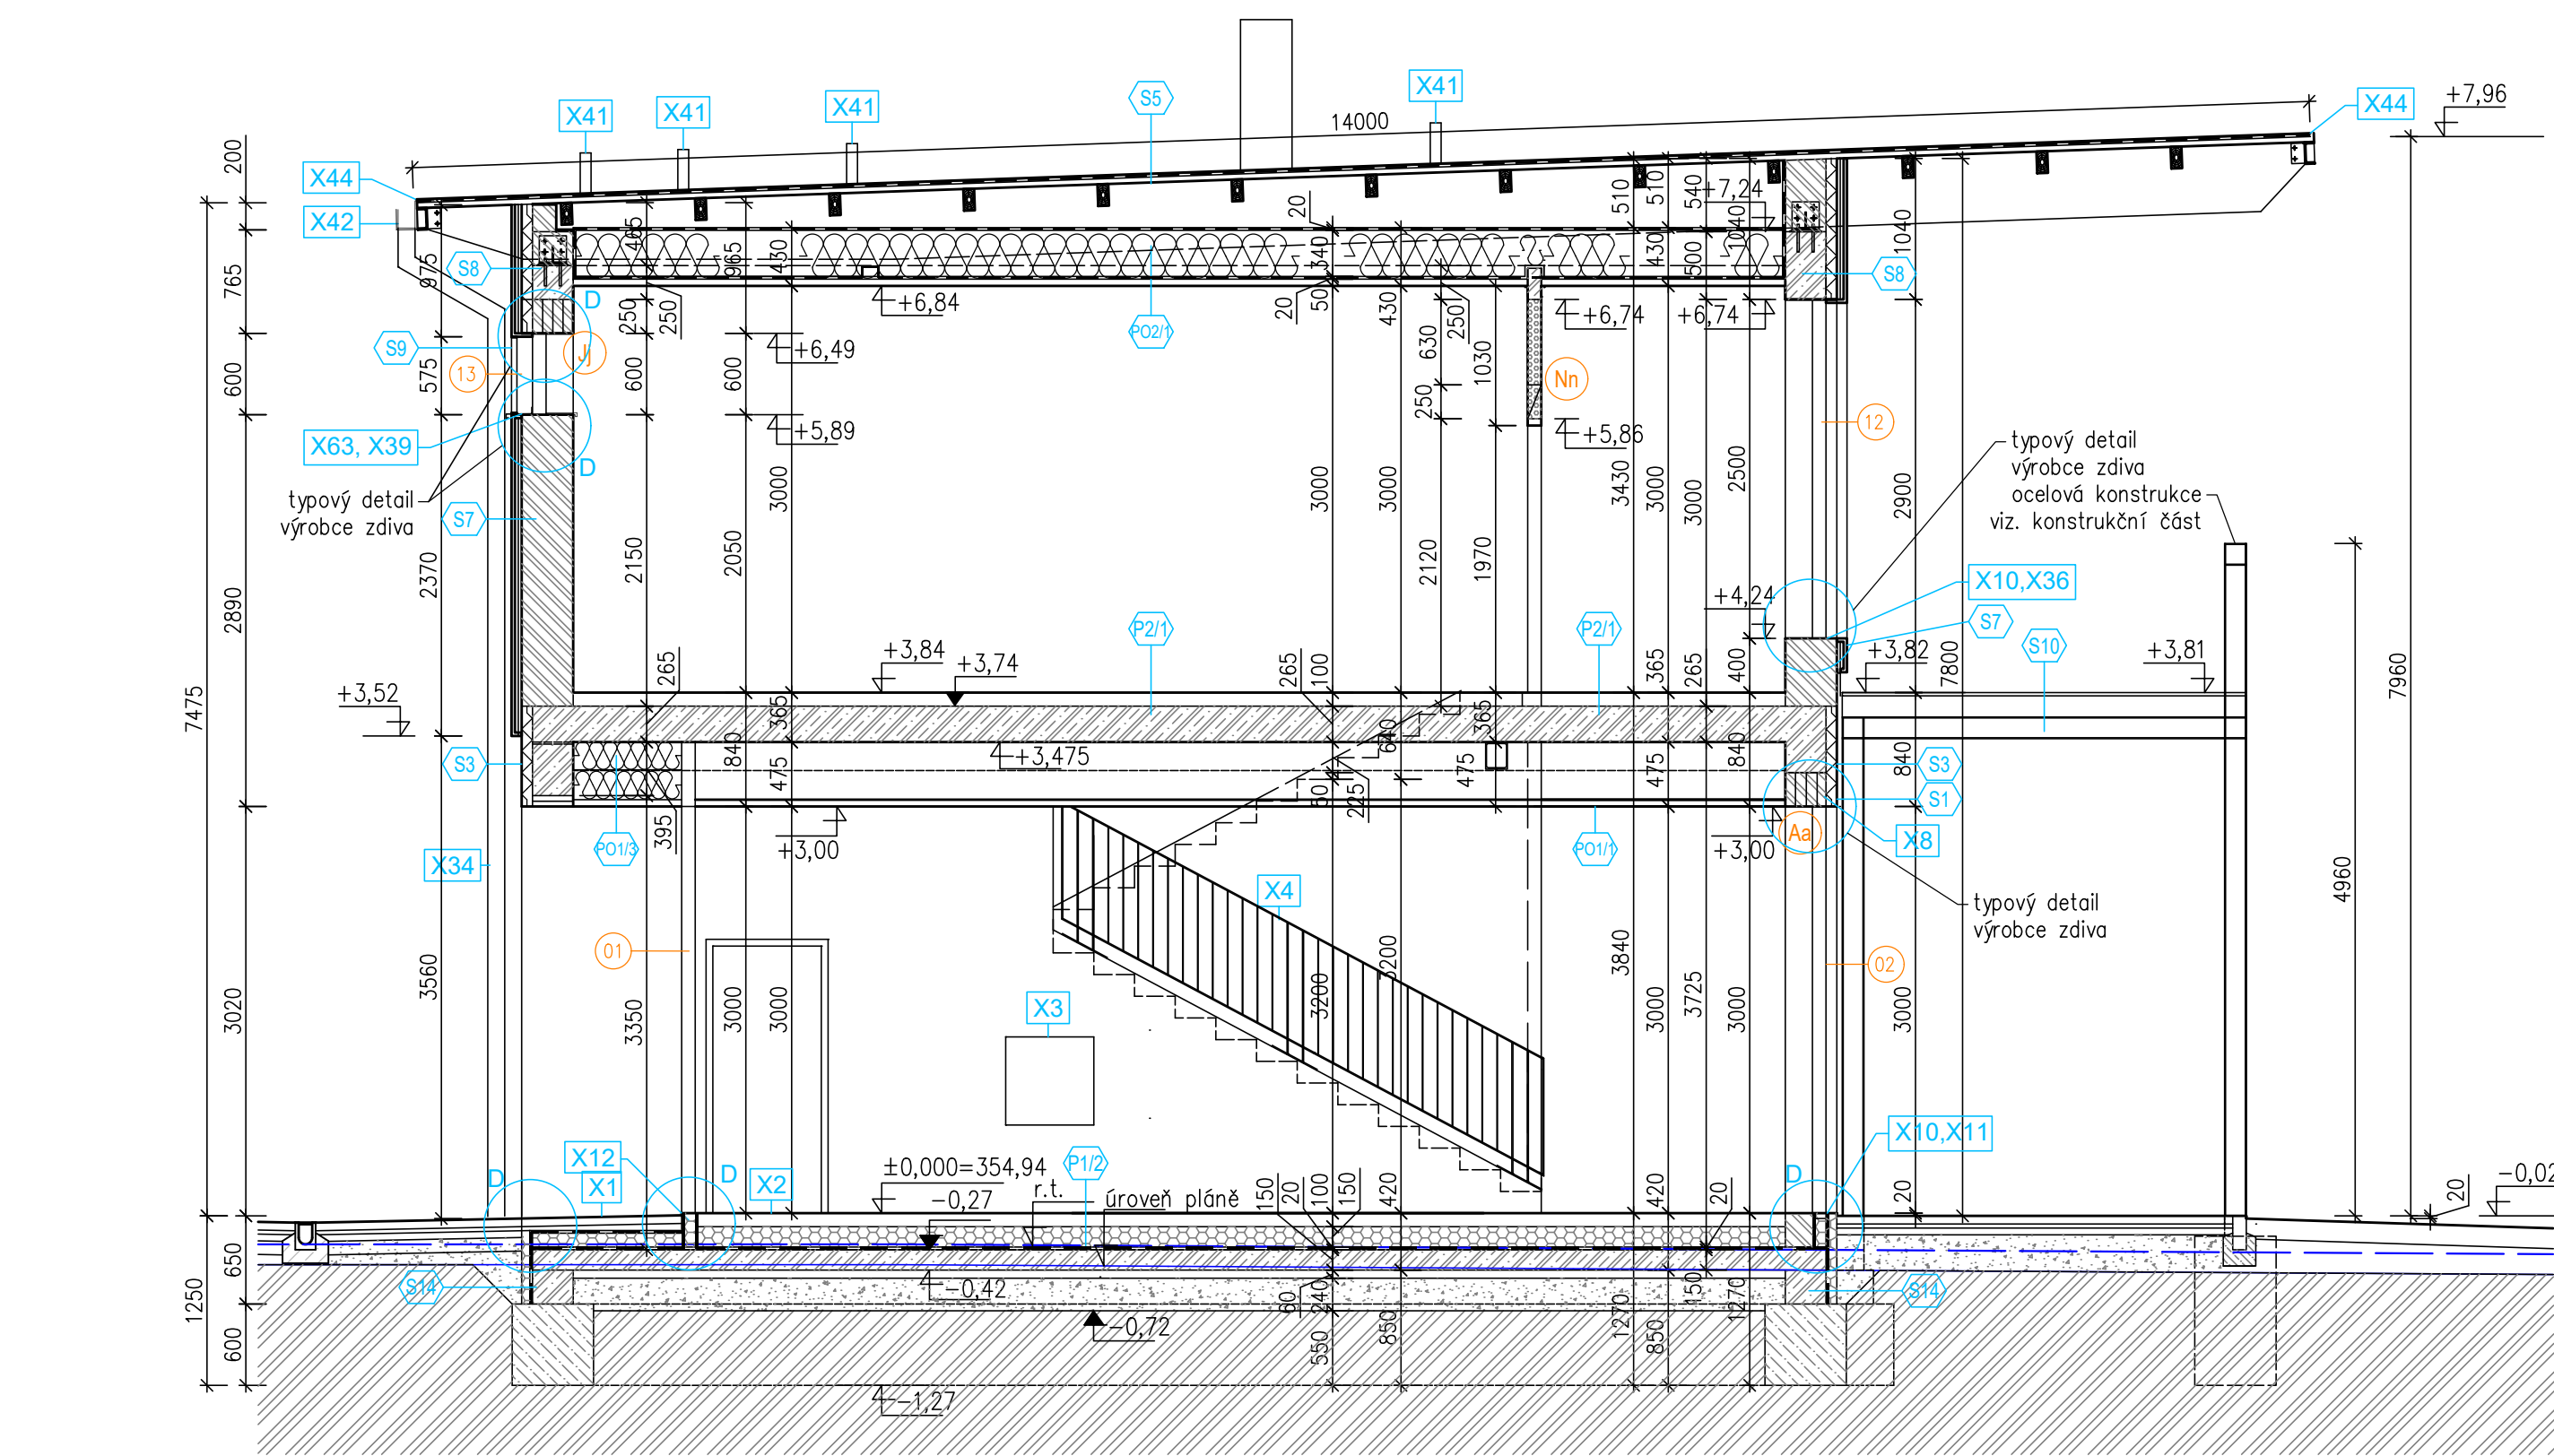 X41
S5
X41
X44
+7,96
X41
X41
14000
200
X44
X42
20
510
510
540
+7,24
1040
1040
465
965
430
340
430
500
765
975
S8
S8
D
+6,84
250
250
20
50
430
630
250
+6,74
+6,74
PO2/1
S9
Jj
13
+6,49
600
575
600
600
1030
Nn
250
12
+5,89
+5,86
X63, X39
D
typový detail
výrobce zdiva
typový detail
výrobce zdiva
ocelová konstrukce
viz. konstrukční část
3000
3000
3000
3430
3000
3000
2500
2900
S7
2370
2150
2050
2120
1970
2890
X10,X36
+4,24
S7
S10
P2/1
P2/1
+3,84
+3,74
265
265
100
365
265
400
+3,82
+3,81
7800
7960
7475
+3,52
365
365
640
S3
840
475
+3,475
475
475
840
840
S3
S1
50
225
395
PO1/3
+3,00
PO1/1
+3,00
Aa
X8
X34
X4
4960
typový detail
výrobce zdiva
01
02
3560
3020
3350
3000
3000
X3
3200
3200
3840
3000
3725
3000
3000
X10,X11
X12
X1
D
D
X2
±0,000=354,94
-0,27
r.t.
P1/2
úroveň pláně
150
20
100
150
420
420
20
D
20
20
-0,02
650
1250
S14
-0,42
60
240
150
S14
-0,72
600
550
850
1270
850
1270
-1,27